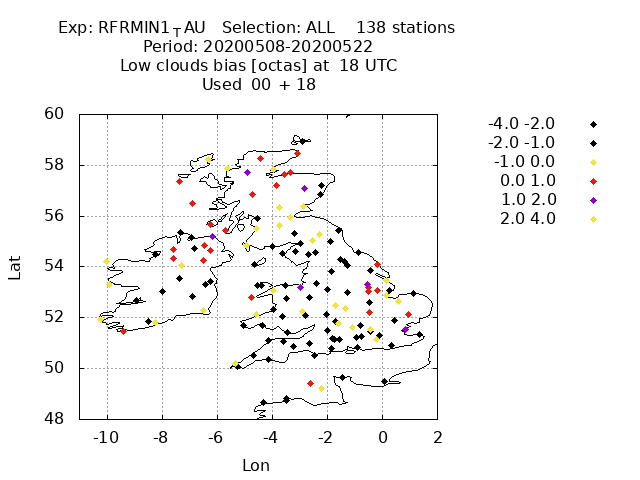 Exp: RFRMIN1_TAU Selection: ALL 138 stations
Period: 20200508-20200522
Low clouds bias [octas] at 18 UTC
Used 00 + 18
-4.0 -2.0
-2.0 -1.0
-1.0 0.0
0.0 1.0
1.0 2.0
2.0 4.0
60
58
56
54
52
50
48
Lat
-10 -8 -6 -4 -2 0 2
Lon